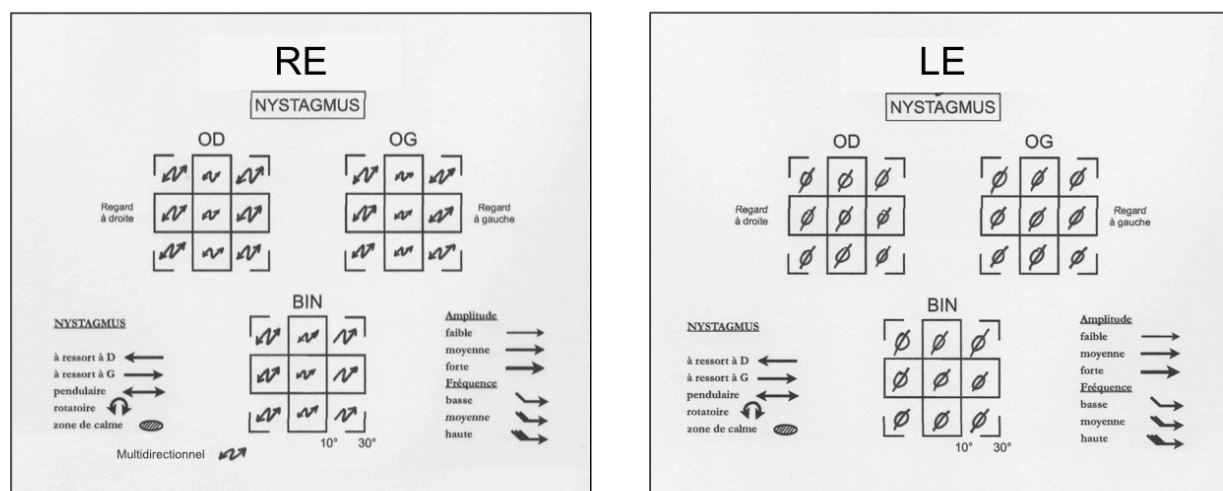 RE
NYSTAGMUS
OD OG
Regard
à droite
Regard
à gauche
BIN
NYSTAGMUS
à ressort à D
à ressort à G
pendulaire
rotatoire
zone de calme
Multidirectionnel
10° 30°
Amplitude
faible
moyenne
forte
Fréquence
basse
moyenne
haute
LE
NYSTAGMUS
OD OG
Regard
à droite
Regard
à gauche
BIN
NYSTAGMUS
à ressort à D
à ressort à G
pendulaire
rotatoire
zone de calme
10° 30°
Amplitude
faible
moyenne
forte
Fréquence
basse
moyenne
haute